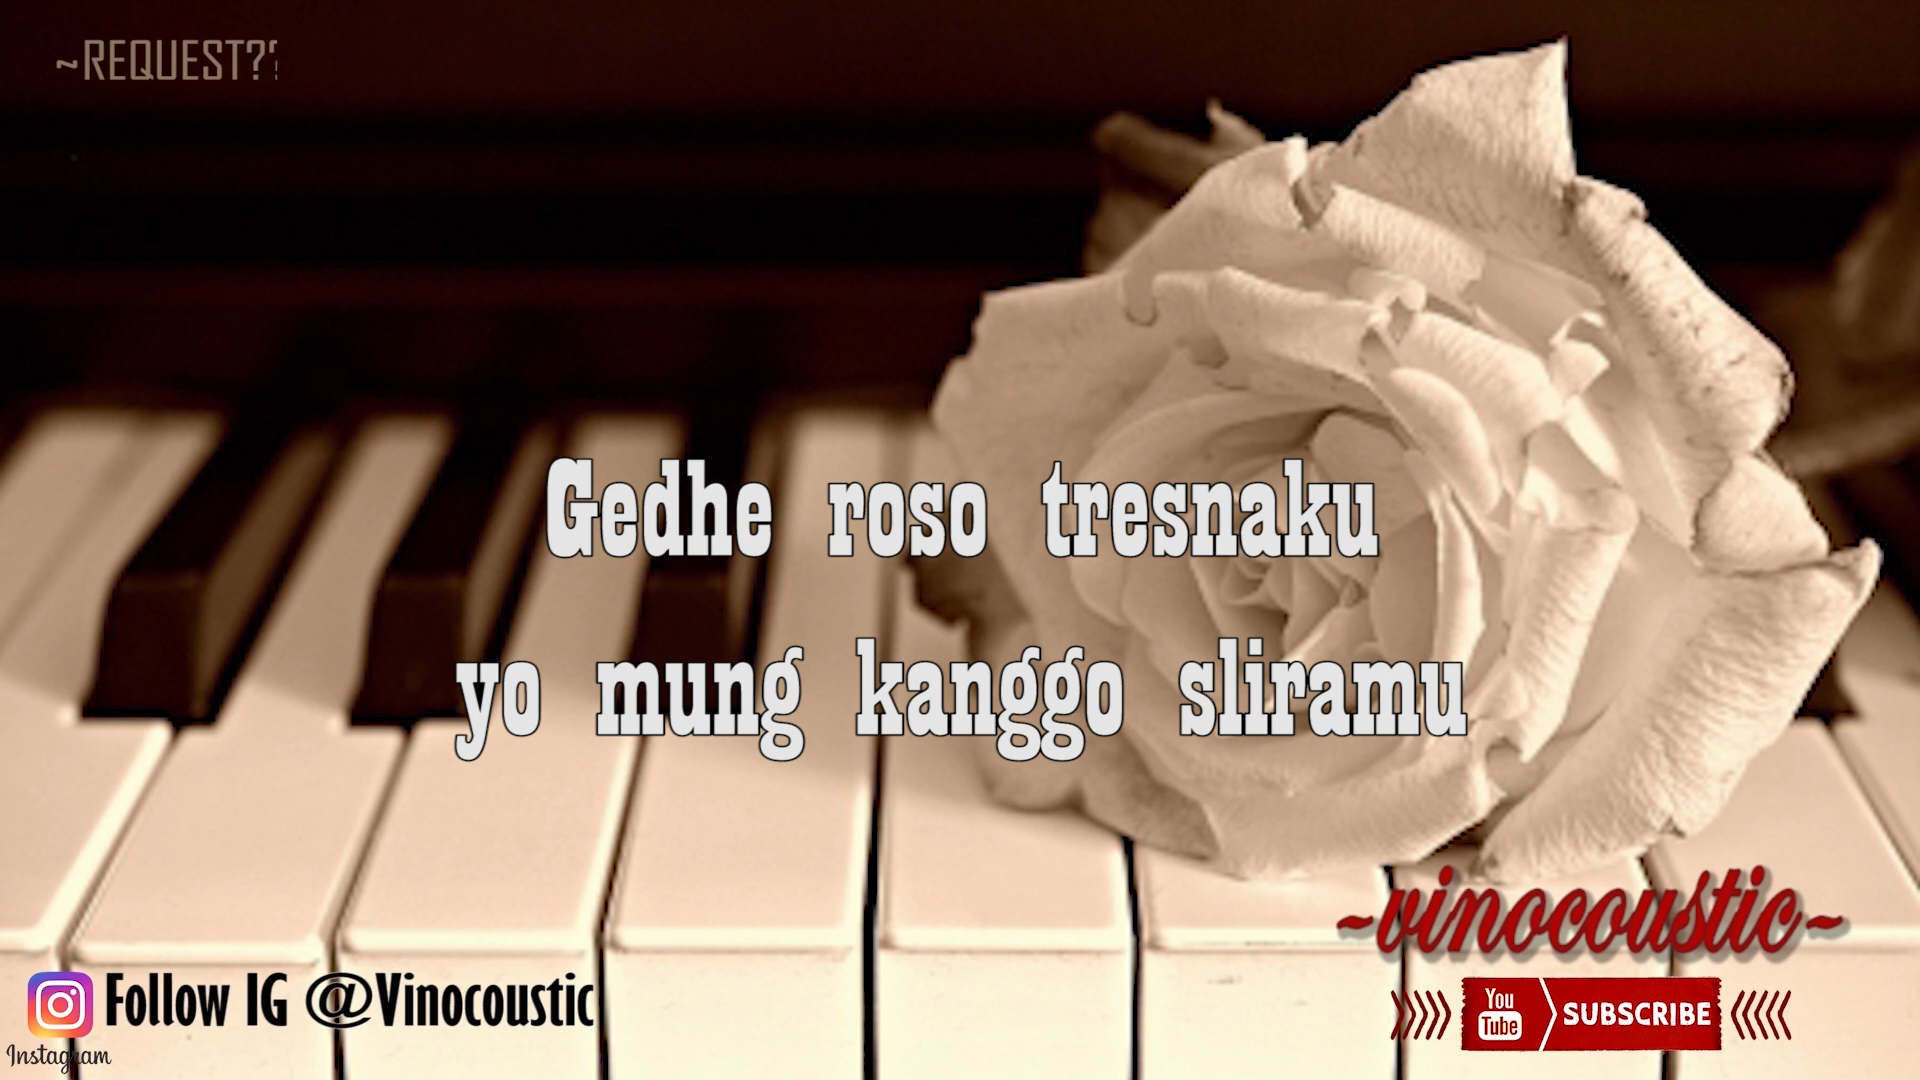 ~REQUEST??
Gedhe roso tresnaku
yo mung kanggo sliramu
~vinocoustic~
Follow IG @Vinocoustic
You
Tube
SUBSCRIBE
Instagram